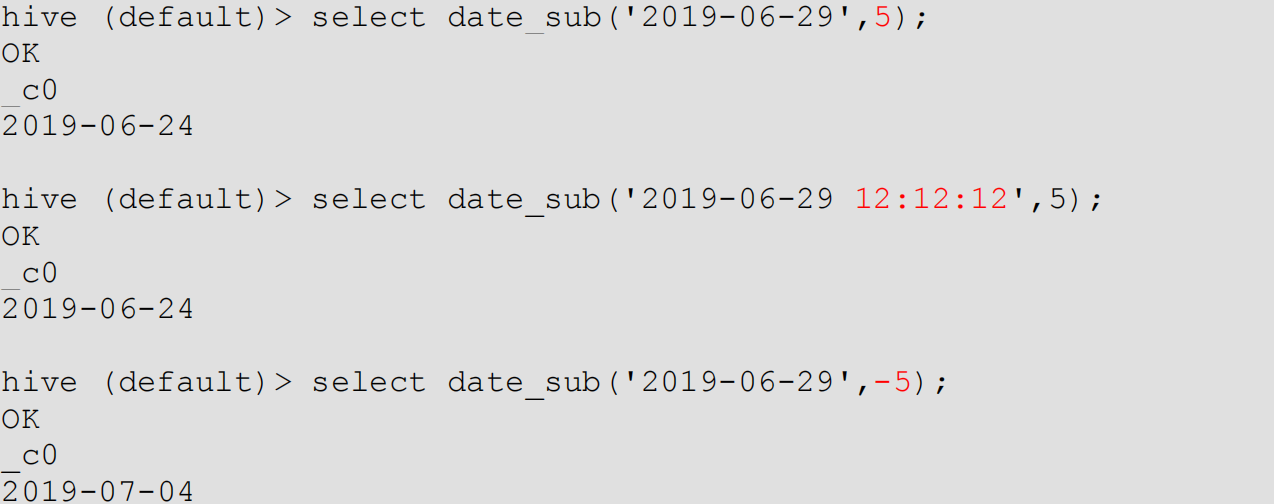 hive (default)> select date_sub('2019-06-29',5);
OK
_c0
2019-06-24
hive (default)> select date_sub('2019-06-29 12:12:12',5);
OK
_c0
2019-06-24
hive (default)> select date_sub('2019-06-29',-5);
OK
_c0
2019-07-04